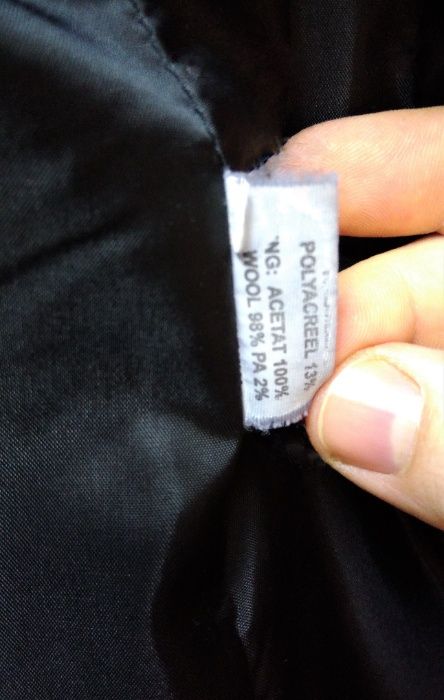 POLYACREEL 13%
'NG: ACETAT 100%
WOOL 98% PA 2%